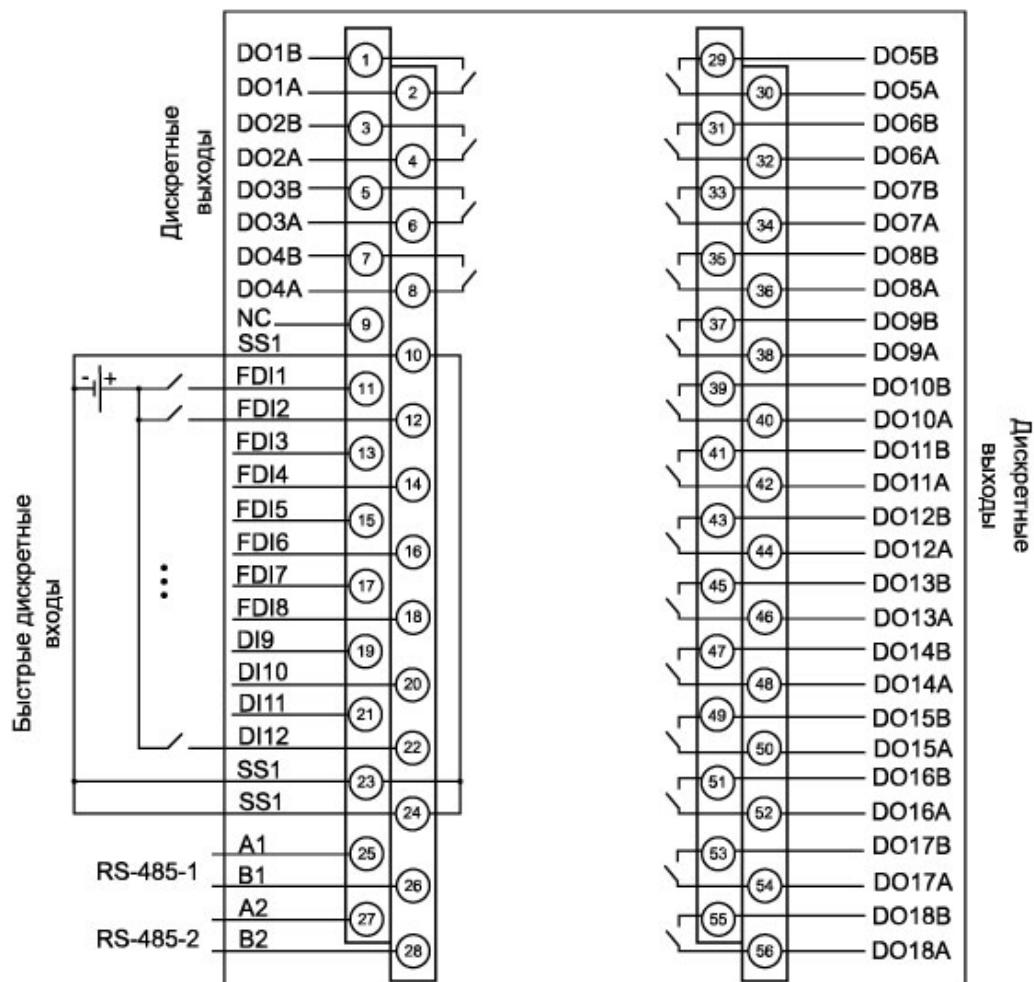 Дискретные
выходы
DO1B 1
DO1A 2
DO2B 3
DO2A 4
DO3B 5
DO3A 6
DO4B 7
DO4A 8
NC 9
SS1 10
Быстрые дискретные
входы
- +
FDI1 11
FDI2 12
FDI3 13
FDI4 14
FDI5 15
FDI6 16
FDI7 17
FDI8 18
DI9 19
DI10 20
DI11 21
DI12 22
SS1 23
SS1 24
RS-485-1
A1 25
B1 26
RS-485-2
A2 27
B2 28
29 DO5B
30 DO5A
31 DO6B
32 DO6A
33 DO7B
34 DO7A
35 DO8B
36 DO8A
37 DO9B
38 DO9A
39 DO10B
40 DO10A
41 DO11B
42 DO11A
43 DO12B
44 DO12A
45 DO13B
46 DO13A
47 DO14B
48 DO14A
49 DO15B
50 DO15A
51 DO16B
52 DO16A
53 DO17B
54 DO17A
55 DO18B
56 DO18A
Дискретные
выходы